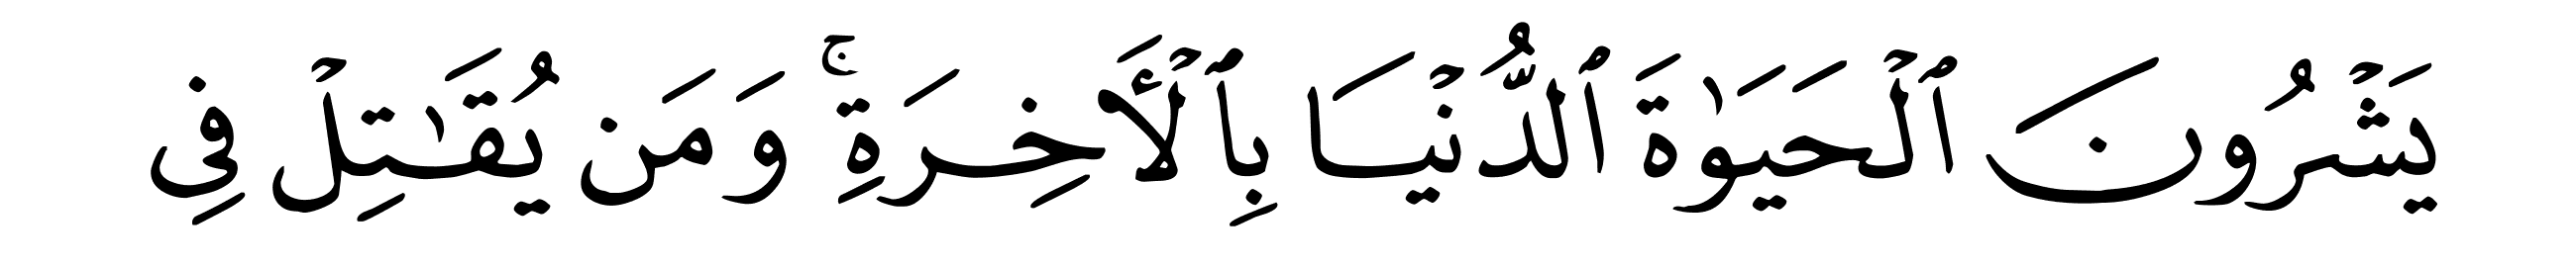 يَشْرُونَ ٱلْحَيَوٰةَ ٱلدُّنْيَا بِٱلْأَخِرَةِ ۚ وَمَن يُقَٰتِلْ فِى